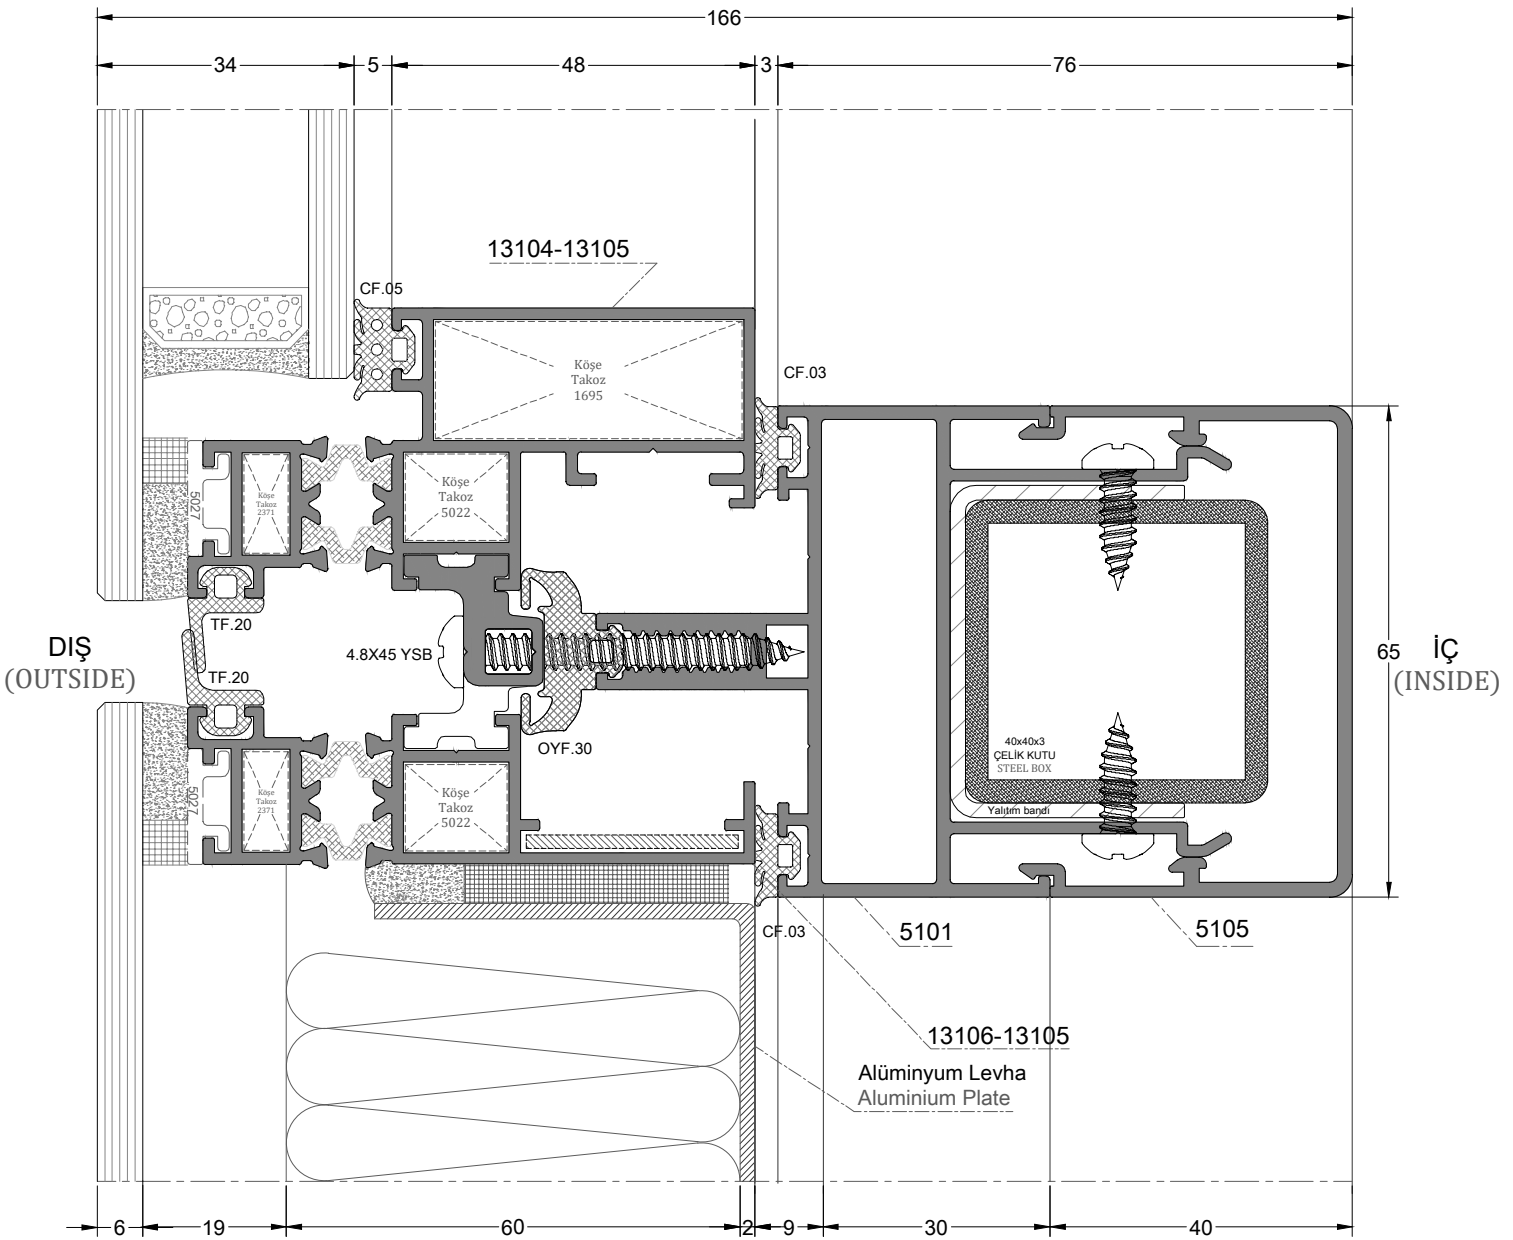 166
34
5
48
3
76
13104-13105
CF.05
Köşe
Takoz
1695
CF.03
Köşe
Takoz
5022
Köşe
Takoz
2371
5027
TF.20
4.8X45 YSB
DIŞ
(OUTSIDE)
TF.20
65
İÇ
(INSIDE)
OYF.30
40x40x3
ÇELİK KUTU
STEEL BOX
Yalıtım bandı
Köşe
Takoz
5022
Köşe
Takoz
2371
5027
CF.03
5101
5105
13106-13105
Alüminyum Levha
Aluminium Plate
6
19
60
2
9
30
40